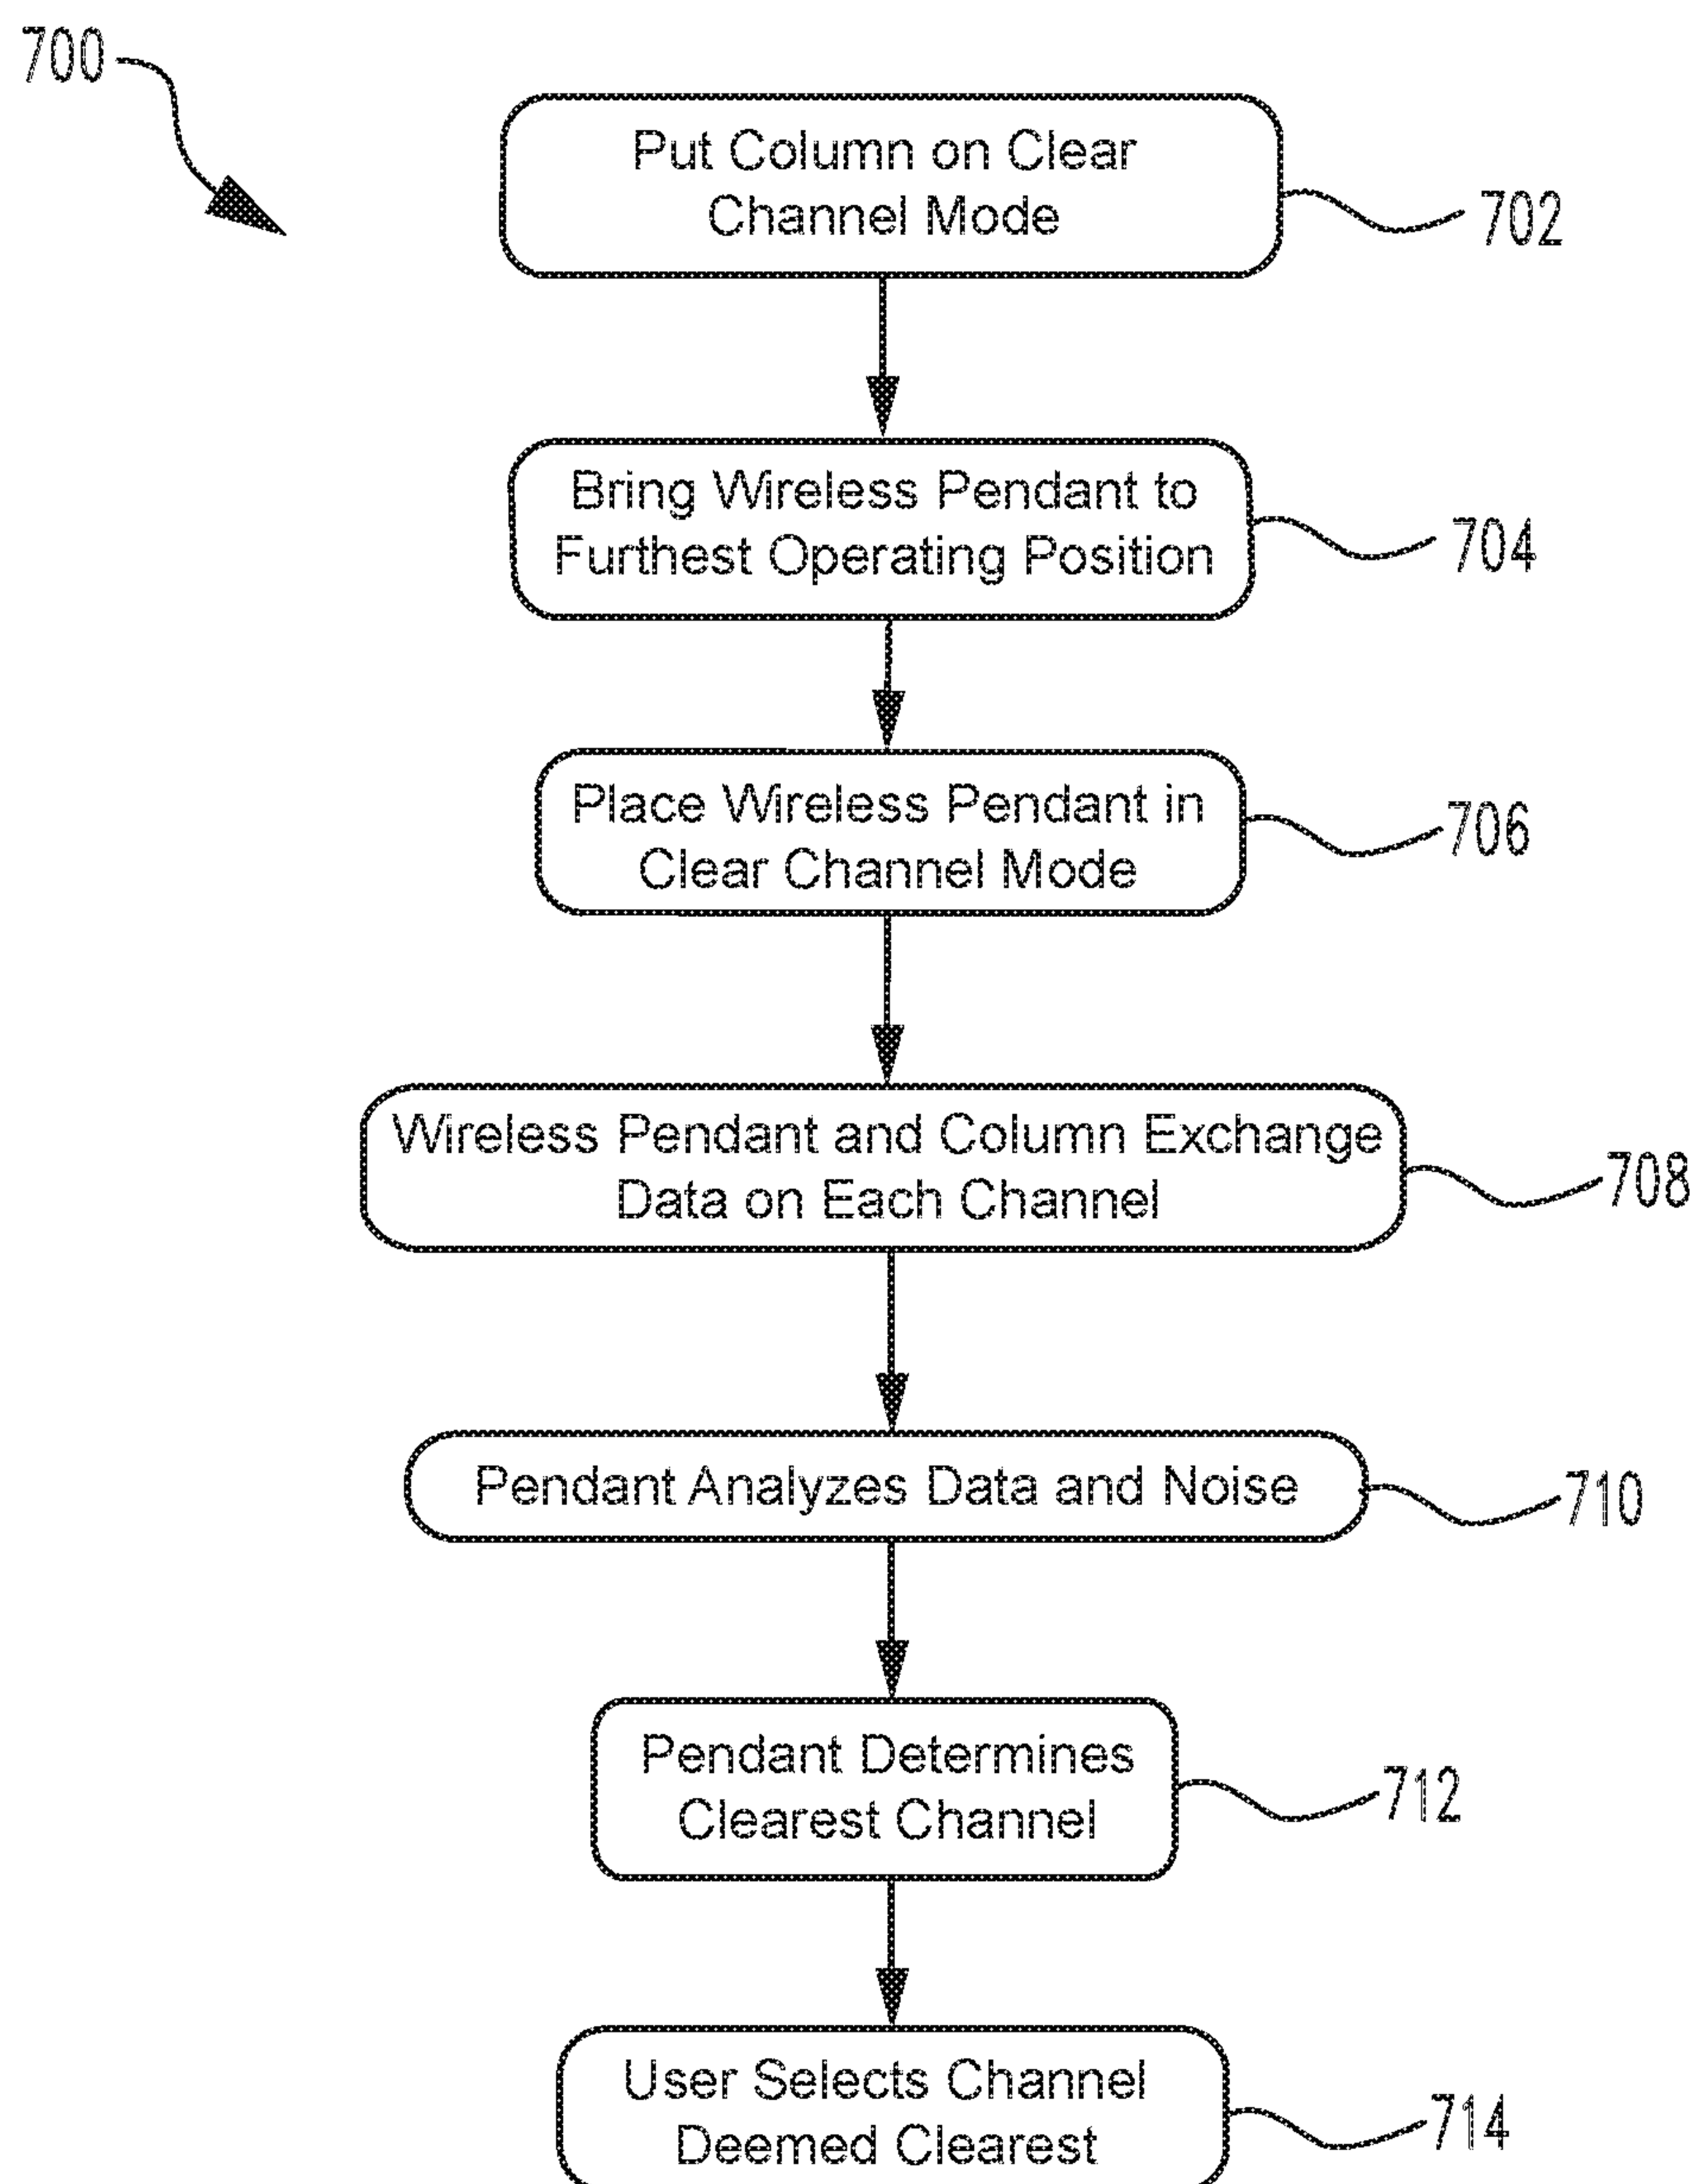 700
Put Column on Clear
Channel Mode
702
Bring Wireless Pendant to
Furthest Operating Position
704
Place Wireless Pendant in
Clear Channel Mode
706
Wireless Pendant and Column Exchange
Data on Each Channel
708
Pendant Analyzes Data and Noise
710
Pendant Determines
Clearest Channel
712
User Selects Channel
Deemed Clearest
714